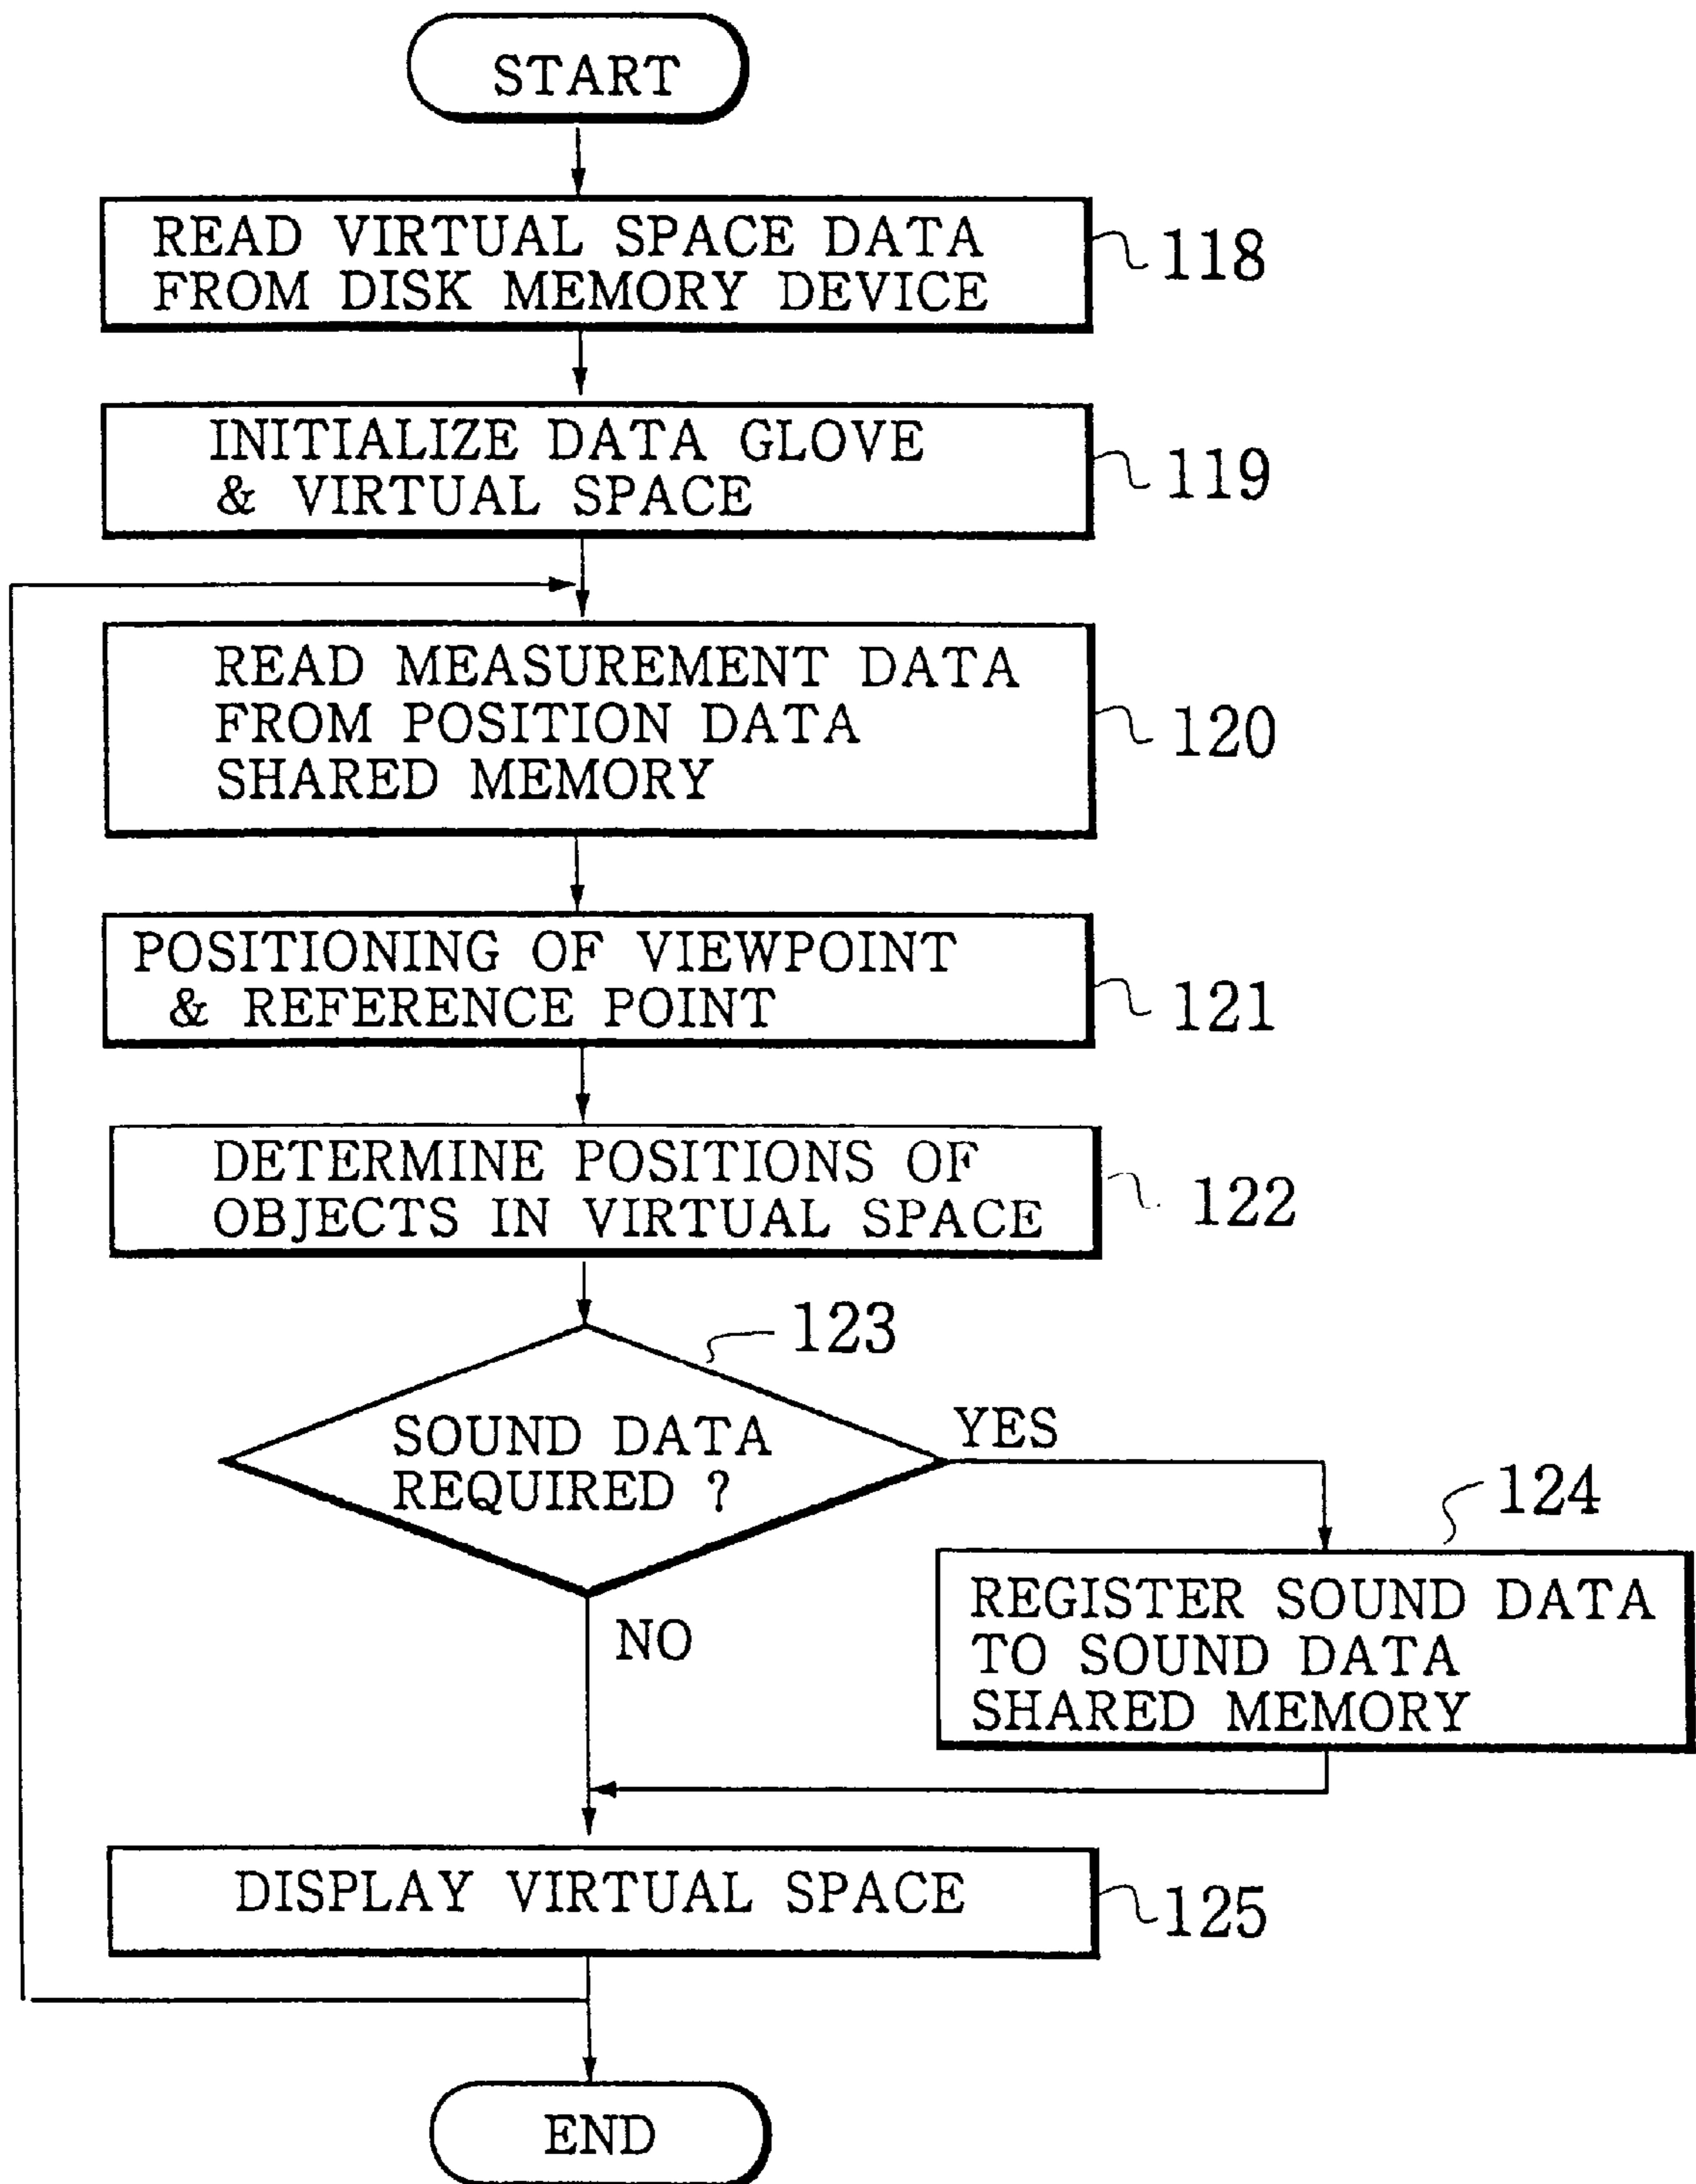 START
READ VIRTUAL SPACE DATA
FROM DISK MEMORY DEVICE
118
INITIALIZE DATA GLOVE
& VIRTUAL SPACE
119
READ MEASUREMENT DATA
FROM POSITION DATA
SHARED MEMORY
120
POSITIONING OF VIEWPOINT
& REFERENCE POINT
121
DETERMINE POSITIONS OF
OBJECTS IN VIRTUAL SPACE
122
123
SOUND DATA
REQUIRED ?
YES
NO
124
REGISTER SOUND DATA
TO SOUND DATA
SHARED MEMORY
DISPLAY VIRTUAL SPACE
125
END